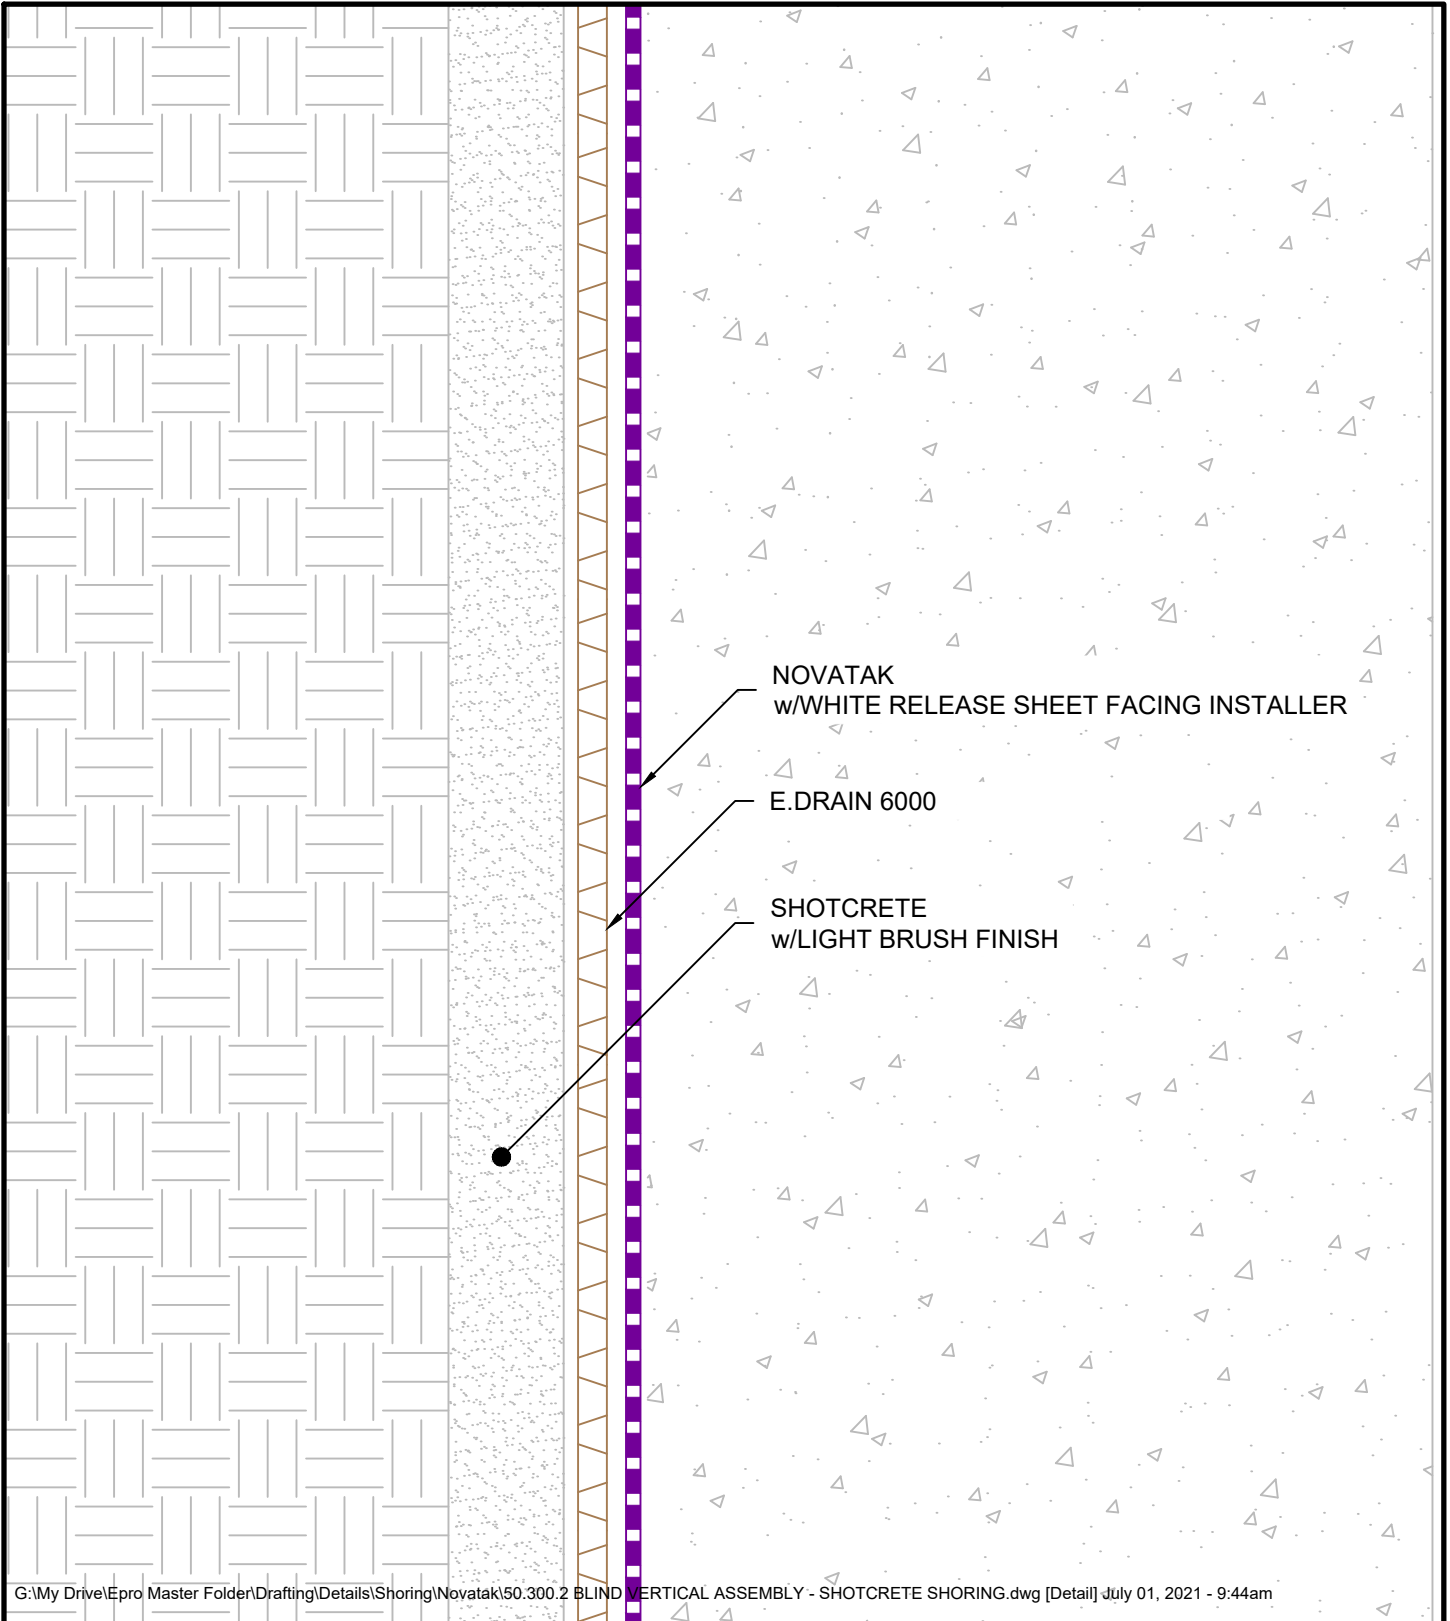 NOVATAK
w/WHITE RELEASE SHEET FACING INSTALLER
E.DRAIN 6000
SHOTCRETE
w/LIGHT BRUSH FINISH
G:\My Drive\Epro Master Folder\Drafting\Details\Shoring\Novatak\50.300.2 BLIND VERTICAL ASSEMBLY - SHOTCRETE SHORING.dwg [Detail] July 01, 2021 - 9:44am